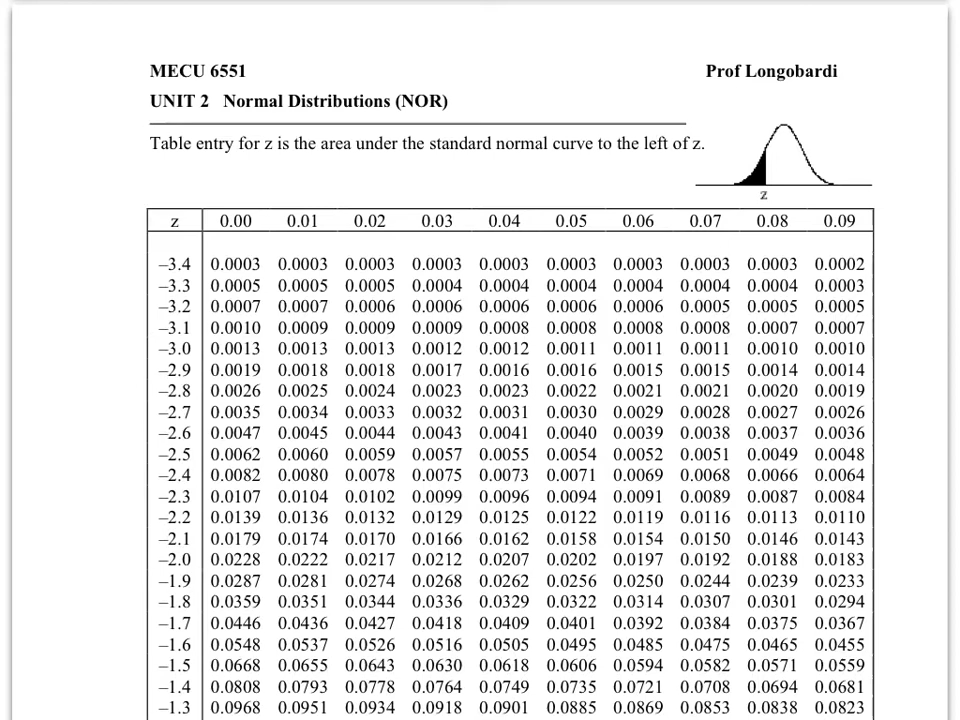 MECU 6551 Prof Longobardi
UNIT 2 Normal Distributions (NOR)
Table entry for z is the area under the standard normal curve to the left of z.
z
z 0.00 0.01 0.02 0.03 0.04 0.05 0.06 0.07 0.08 0.09
–3.4 0.0003 0.0003 0.0003 0.0003 0.0003 0.0003 0.0003 0.0003 0.0003 0.0002
–3.3 0.0005 0.0005 0.0005 0.0004 0.0004 0.0004 0.0004 0.0004 0.0004 0.0003
–3.2 0.0007 0.0007 0.0006 0.0006 0.0006 0.0006 0.0006 0.0005 0.0005 0.0005
–3.1 0.0010 0.0009 0.0009 0.0009 0.0008 0.0008 0.0008 0.0008 0.0007 0.0007
–3.0 0.0013 0.0013 0.0013 0.0012 0.0012 0.0011 0.0011 0.0011 0.0010 0.0010
–2.9 0.0019 0.0018 0.0018 0.0017 0.0016 0.0016 0.0015 0.0015 0.0014 0.0014
–2.8 0.0026 0.0025 0.0024 0.0023 0.0023 0.0022 0.0021 0.0021 0.0020 0.0019
–2.7 0.0035 0.0034 0.0033 0.0032 0.0031 0.0030 0.0029 0.0028 0.0027 0.0026
–2.6 0.0047 0.0045 0.0044 0.0043 0.0041 0.0040 0.0039 0.0038 0.0037 0.0036
–2.5 0.0062 0.0060 0.0059 0.0057 0.0055 0.0054 0.0052 0.0051 0.0049 0.0048
–2.4 0.0082 0.0080 0.0078 0.0075 0.0073 0.0071 0.0069 0.0068 0.0066 0.0064
–2.3 0.0107 0.0104 0.0102 0.0099 0.0096 0.0094 0.0091 0.0089 0.0087 0.0084
–2.2 0.0139 0.0136 0.0132 0.0129 0.0125 0.0122 0.0119 0.0116 0.0113 0.0110
–2.1 0.0179 0.0174 0.0170 0.0166 0.0162 0.0158 0.0154 0.0150 0.0146 0.0143
–2.0 0.0228 0.0222 0.0217 0.0212 0.0207 0.0202 0.0197 0.0192 0.0188 0.0183
–1.9 0.0287 0.0281 0.0274 0.0268 0.0262 0.0256 0.0250 0.0244 0.0239 0.0233
–1.8 0.0359 0.0351 0.0344 0.0336 0.0329 0.0322 0.0314 0.0307 0.0301 0.0294
–1.7 0.0446 0.0436 0.0427 0.0418 0.0409 0.0401 0.0392 0.0384 0.0375 0.0367
–1.6 0.0548 0.0537 0.0526 0.0516 0.0505 0.0495 0.0485 0.0475 0.0465 0.0455
–1.5 0.0668 0.0655 0.0643 0.0630 0.0618 0.0606 0.0594 0.0582 0.0571 0.0559
–1.4 0.0808 0.0793 0.0778 0.0764 0.0749 0.0735 0.0721 0.0708 0.0694 0.0681
–1.3 0.0968 0.0951 0.0934 0.0918 0.0901 0.0885 0.0869 0.0853 0.0838 0.0823